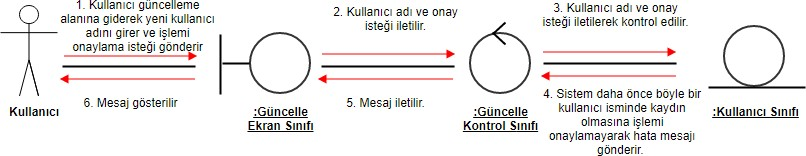 1. Kullanıcı güncelleme
alanına giderek yeni kullanıcı
adını girer ve işlemi
onaylama isteği gönderir
2. Kullanıcı adı ve onay
isteği iletilir.
3. Kullanıcı adı ve onay
isteği iletilerek kontrol edilir.
6. Mesaj gösterilir
5. Mesaj iletilir.
4. Sistem daha önce böyle bir
kullanıcı isminde kaydın
olmasına işlemi
onaylamayarak hata mesajı
gönderir.
Kullanıcı
:Güncelle
Ekran Sınıfı
:Güncelle
Kontrol Sınıfı
:Kullanıcı Sınıfı